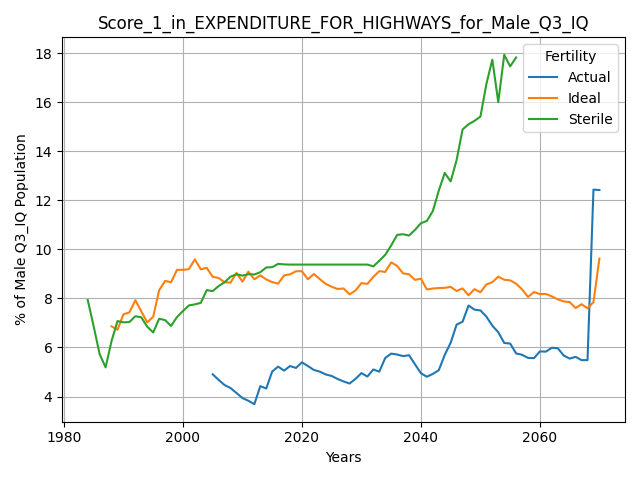 Score_1_in_EXPENDITURE_FOR_HIGHWAYS_for_Male_Q3_IQ
Fertility
Actual
Ideal
Sterile
% of Male Q3_IQ Population
18
16
14
12
10
8
6
4
1980
2000
2020
2040
2060
Years